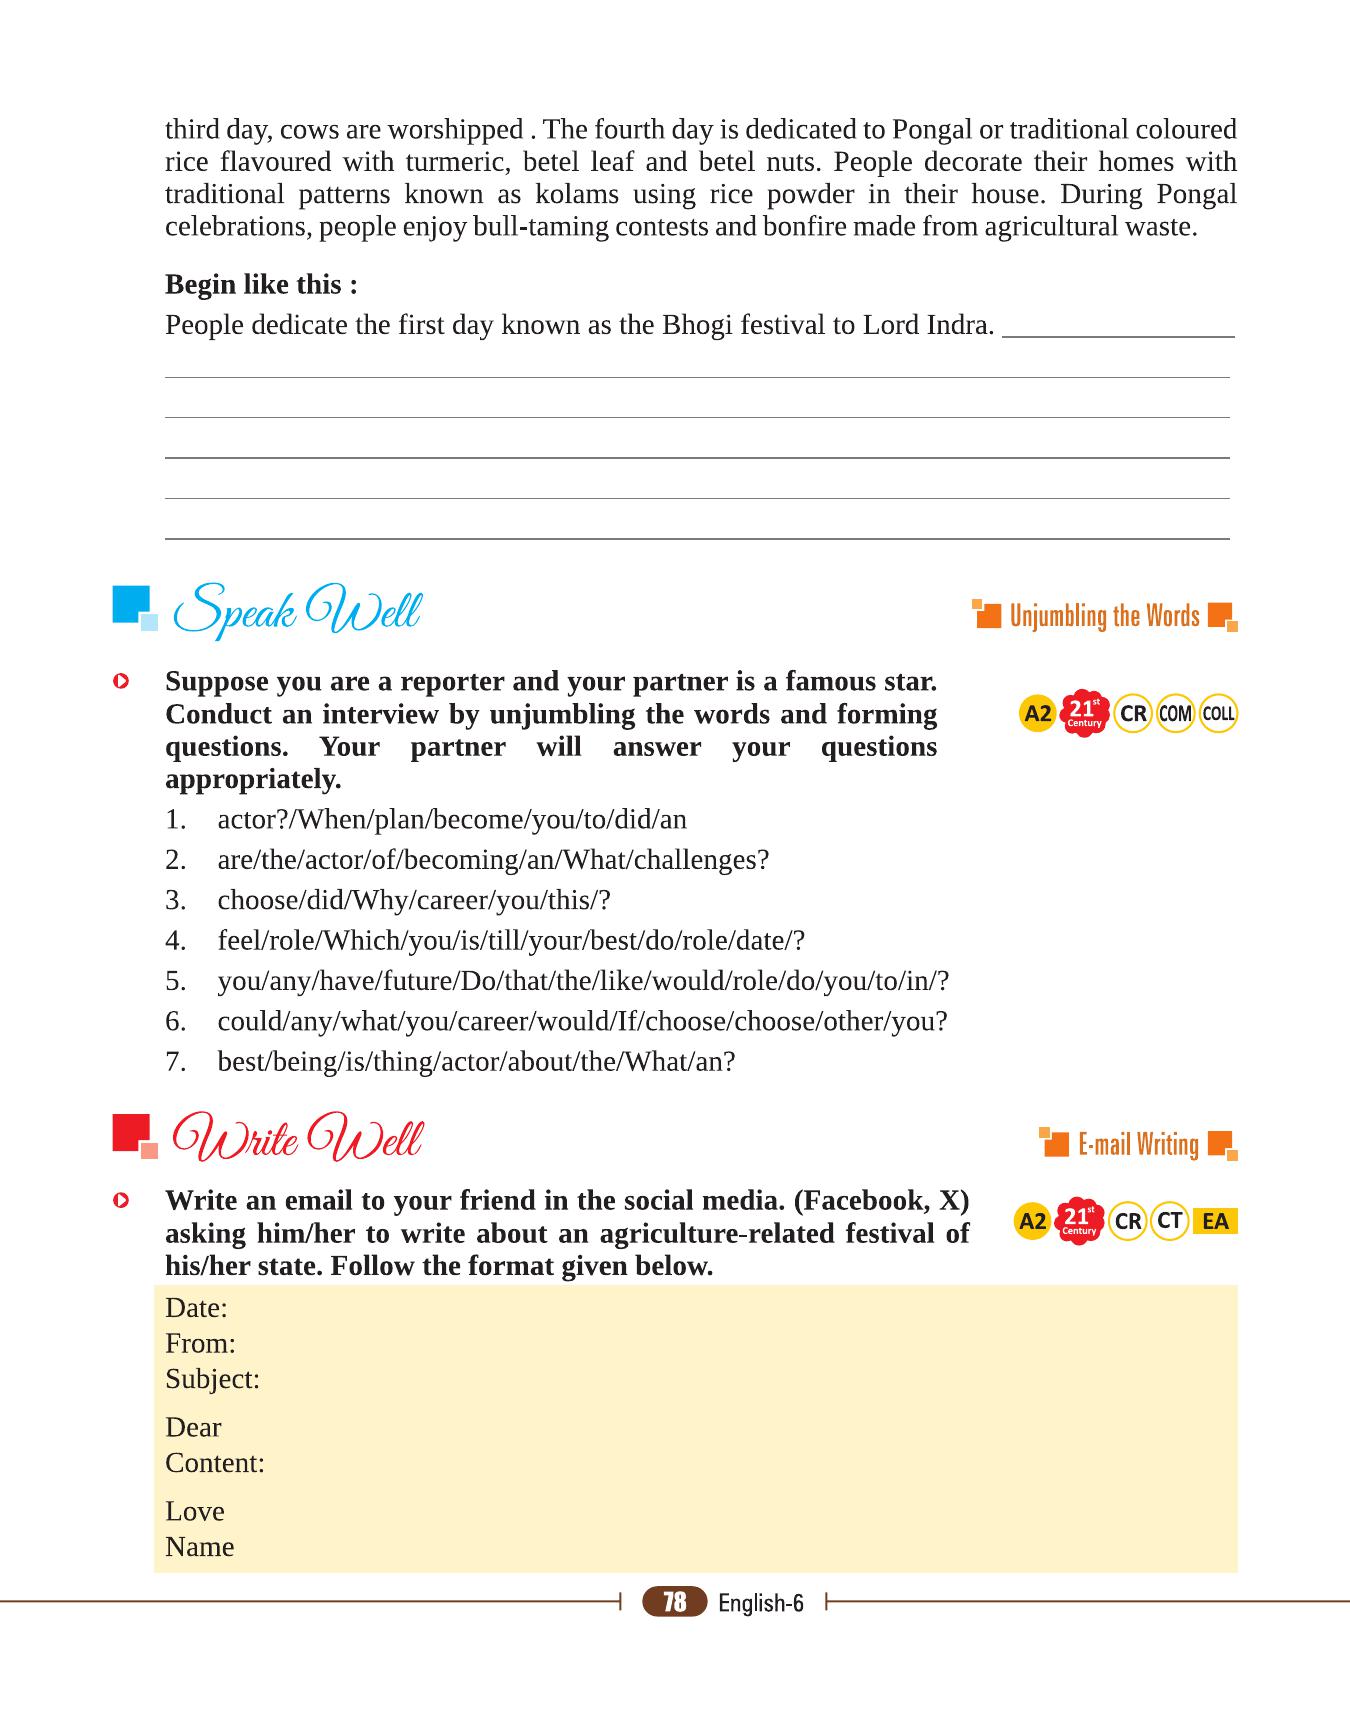 third day, cows are worshipped . The fourth day is dedicated to Pongal or traditional coloured
rice flavoured with turmeric, betel leaf and betel nuts. People decorate their homes with
traditional patterns known as kolams using rice powder in their house. During Pongal
celebrations, people enjoy bull-taming contests and bonfire made from agricultural waste.
Begin like this :
People dedicate the first day known as the Bhogi festival to Lord Indra.
Speak Well
Unjumbling the Words
Suppose you are a reporter and your partner is a famous star.
Conduct an interview by unjumbling the words and forming
questions. Your partner will answer your questions
appropriately.
A2 21st Century CR COM COLL
1. actor?/When/plan/become/you/to/did/an
2. are/the/actor/of/becoming/an/What/challenges?
3. choose/did/Why/career/you/this/?
4. feel/role/Which/you/is/till/your/best/do/role/date/?
5. you/any/have/future/Do/that/the/like/would/role/do/you/to/in/?
6. could/any/what/you/career/would/If/choose/choose/other/you?
7. best/being/is/thing/actor/about/the/What/an?
Write Well
E-mail Writing
Write an email to your friend in the social media. (Facebook, X)
asking him/her to write about an agriculture-related festival of
his/her state. Follow the format given below.
A2 21st Century CR CT EA
Date:
From:
Subject:
Dear
Content:
Love
Name
78 English-6